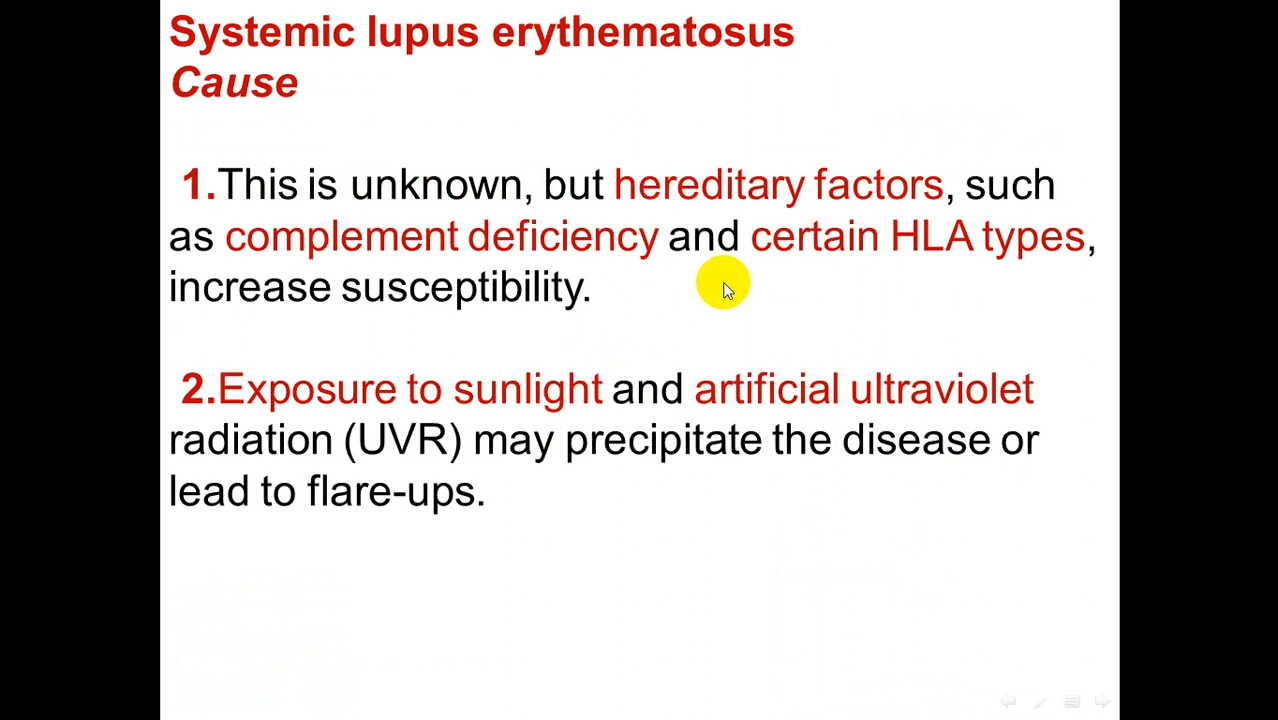 Systemic lupus erythematosus
Cause
1.This is unknown, but hereditary factors, such
as complement deficiency and certain HLA types,
increase susceptibility.
2.Exposure to sunlight and artificial ultraviolet
radiation (UVR) may precipitate the disease or
lead to flare-ups.